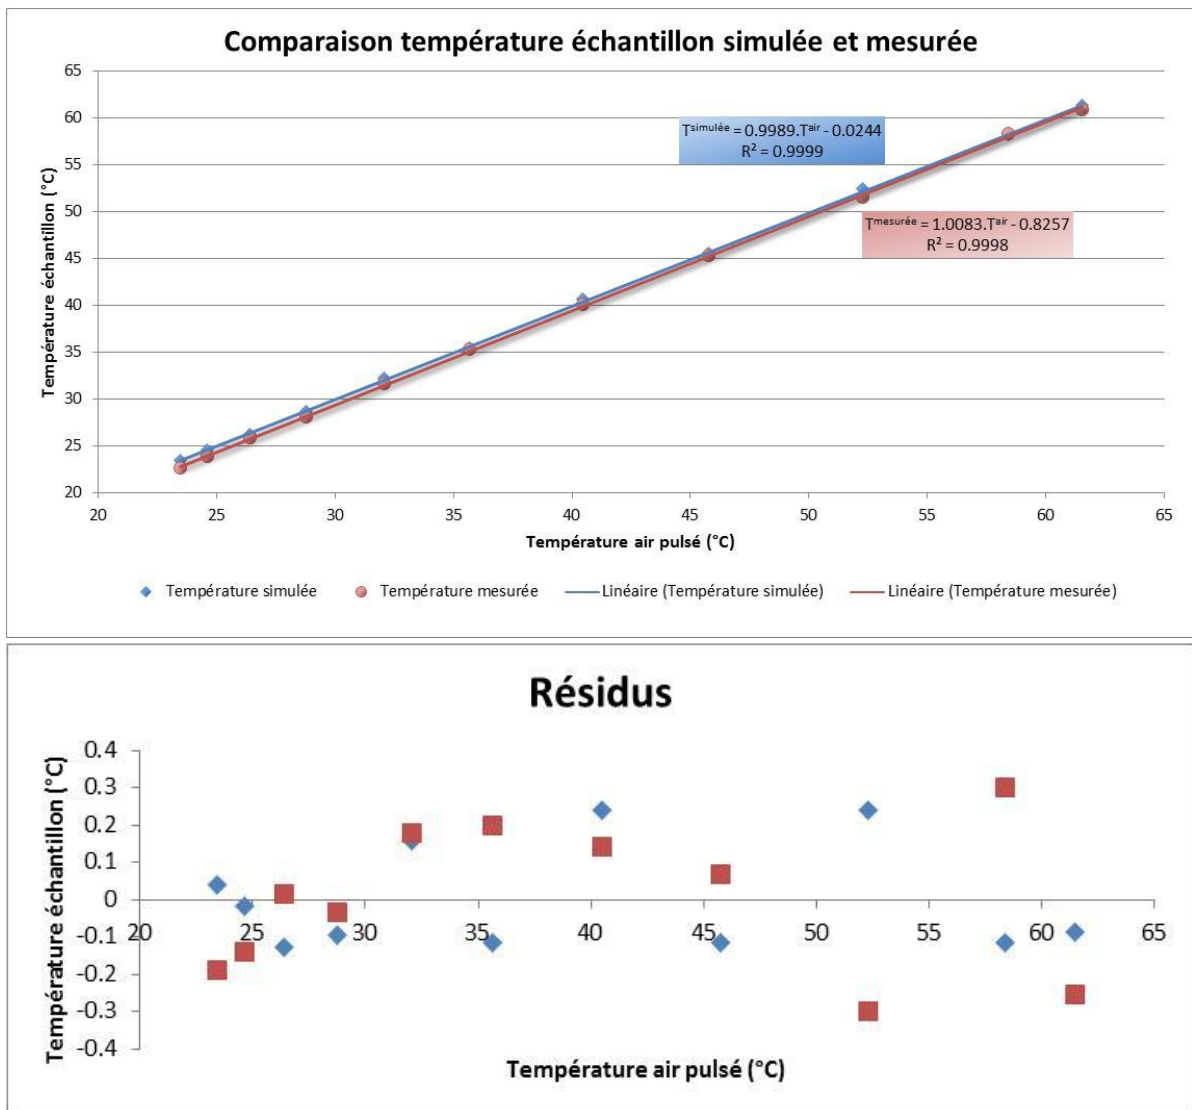 Comparaison température échantillon simulée et mesurée
65
60
55
50
45
40
35
30
25
20
Température échantillon (°C)
Tsimulée = 0.9989.Tair - 0.0244
R² = 0.9999
Tmesurée = 1.0083.Tair - 0.8257
R² = 0.9998
20 25 30 35 40 45 50 55 60 65
Température air pulsé (°C)
Température simulée Température mesurée Linéaire (Température simulée) Linéaire (Température mesurée)
Résidus
0.4
0.3
0.2
0.1
0
-0.1
-0.2
-0.3
-0.4
Température échantillon (°C)
20 25 30 35 40 45 50 55 60 65
Température air pulsé (°C)